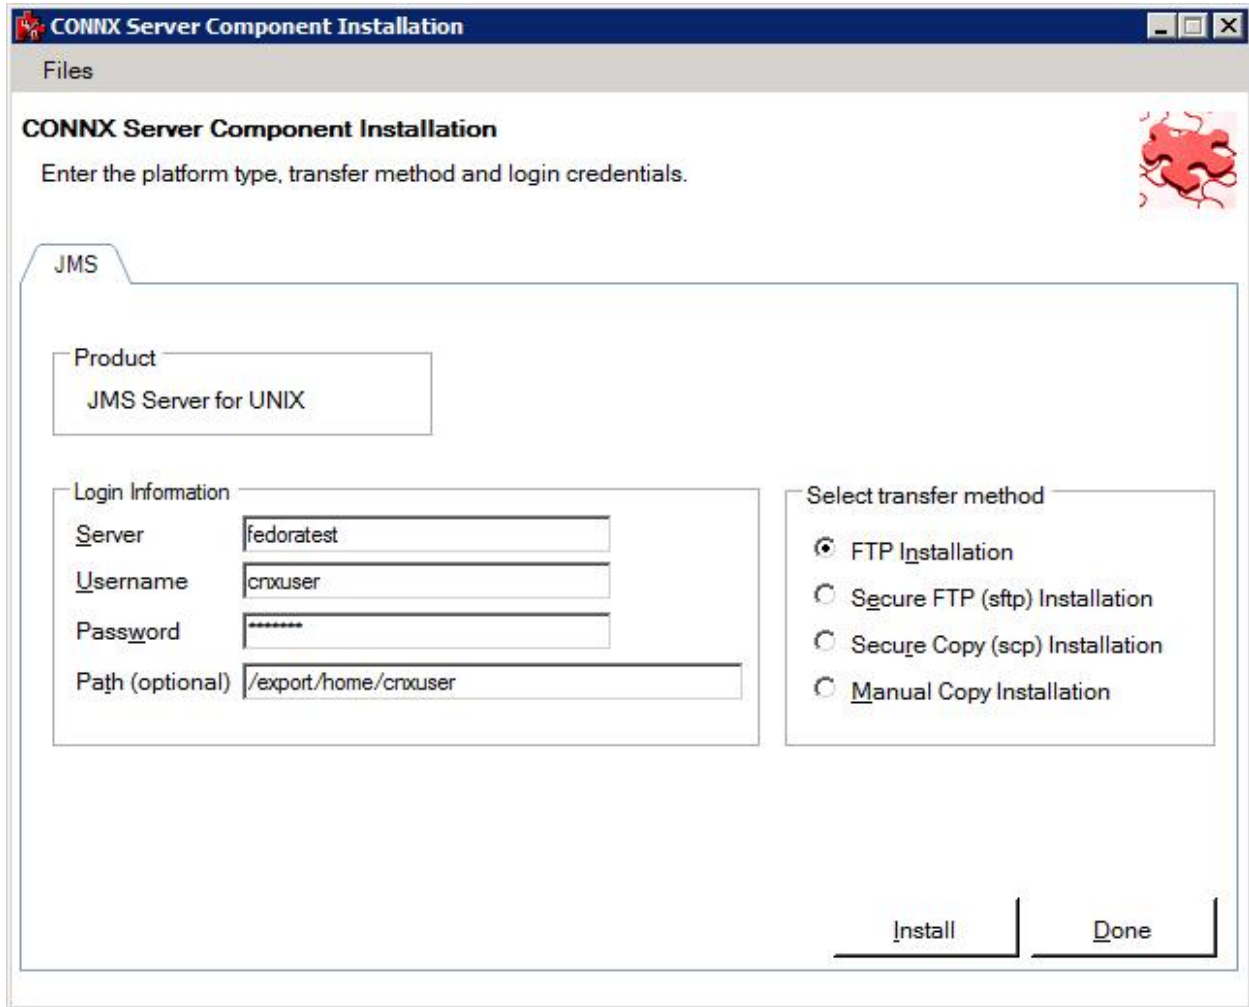 CONNX Server Component Installation
Files
CONNX Server Component Installation
Enter the platform type, transfer method and login credentials.
JMS
Product
JMS Server for UNIX
Login Information
Server fedoratest
Username cnxuser
Password *******
Path (optional) /export/home/cnxuser
Select transfer method
FTP Installation
Secure FTP (sftp) Installation
Secure Copy (scp) Installation
Manual Copy Installation
Install Done